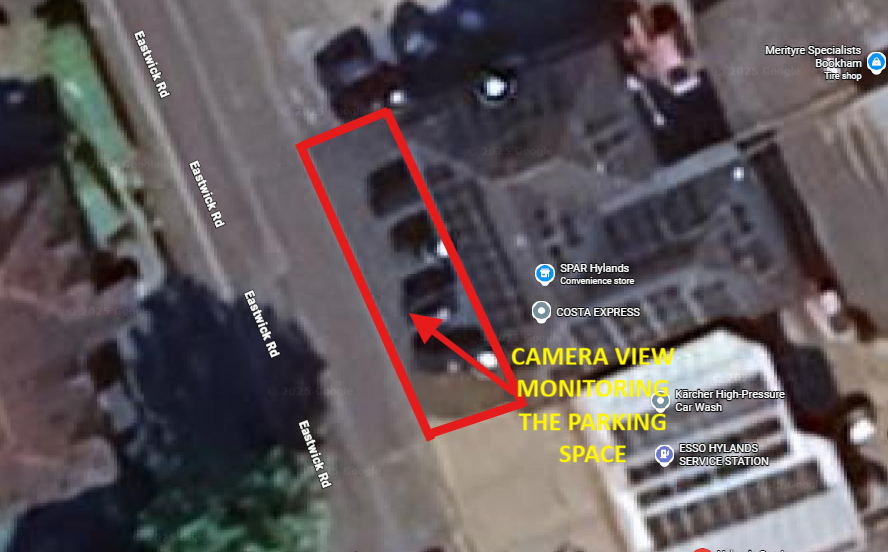 Eastwick Rd
Merityre Specialists
Bookham
Tire shop
Eastwick Rd
SPAR Hylands
Convenience store
Eastwick Rd
COSTA EXPRESS
CAMERA VIEW
MONITORING
THE PARKING
SPACE
Kärcher High-Pressure
Car Wash
Eastwick Rd
ESSO HYLANDS
SERVICE STATION